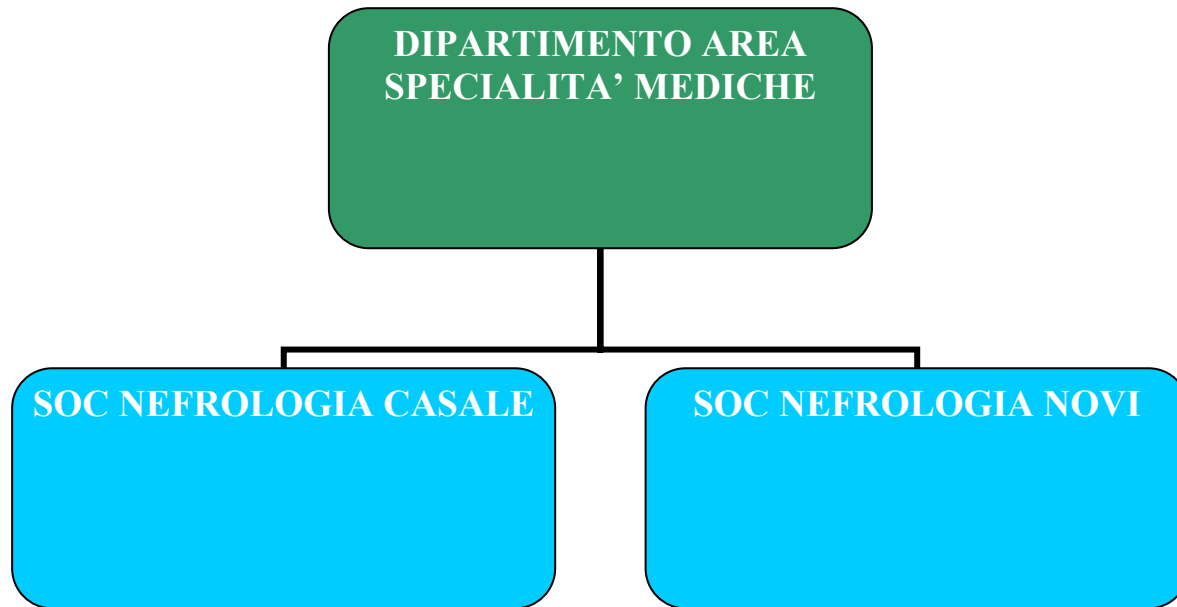 DIPARTIMENTO AREA
SPECIALITA’ MEDICHE
SOC NEFROLOGIA CASALE
SOC NEFROLOGIA NOVI